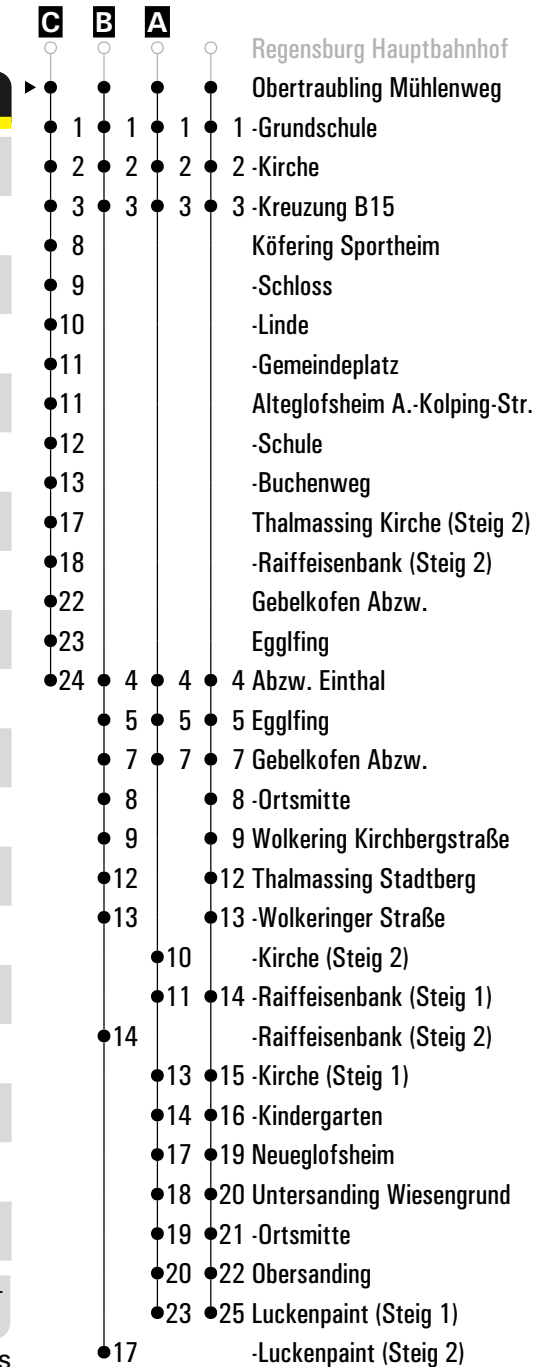 C B A
Regensburg Hauptbahnhof
Obertraubling Mühlenweg
1 1 1 1 -Grundschule
2 2 2 2 -Kirche
3 3 3 3 -Kreuzung B15
8 Köfering Sportheim
9 -Schloss
10 -Linde
11 -Gemeindeplatz
11 Alteglofsheim A.-Kolping-Str.
12 -Schule
13 -Buchenweg
17 Thalmassing Kirche (Steig 2)
18 -Raiffeisenbank (Steig 2)
22 Gebelkofen Abzw.
23 Egglfing
24 4 4 4 Abzw. Einthal
5 5 5 Egglfing
7 7 7 Gebelkofen Abzw.
8 8 -Ortsmitte
9 9 Wolkering Kirchbergstraße
12 12 Thalmassing Stadtberg
13 13 -Wolkeringer Straße
10 -Kirche (Steig 2)
11 14 -Raiffeisenbank (Steig 1)
14 -Raiffeisenbank (Steig 2)
13 15 -Kirche (Steig 1)
14 16 -Kindergarten
17 19 Neueglofsheim
18 20 Untersanding Wiesengrund
19 21 -Ortsmitte
20 22 Obersanding
23 25 Luckenpaint (Steig 1)
17 -Luckenpaint (Steig 2)
s